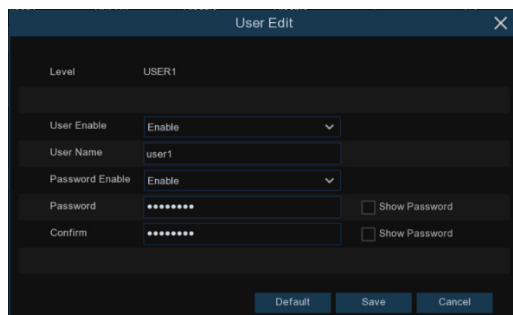 User Edit
Level USER1
User Enable Enable
User Name user1
Password Enable Enable
Password •••••••• Show Password
Confirm •••••••• Show Password
Default Save Cancel